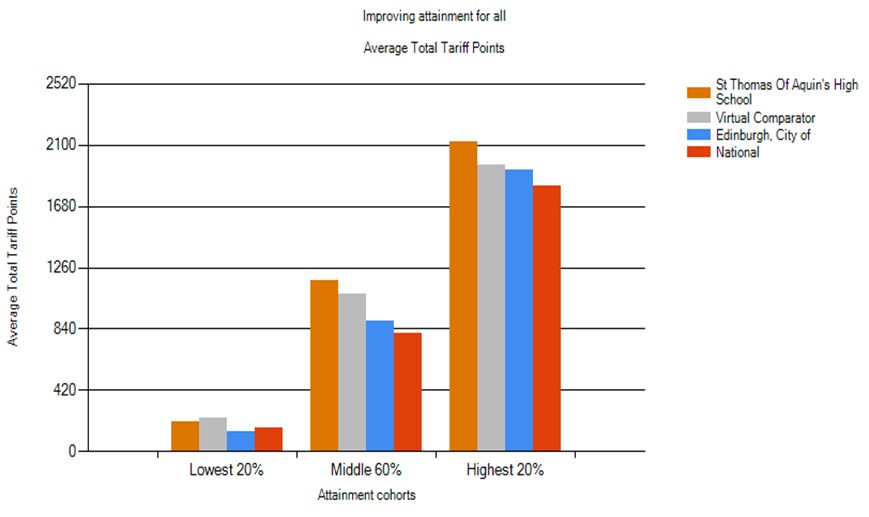 Improving attainment for all
Average Total Tariff Points
2520
2100
1680
1260
840
420
0
Average Total Tariff Points
Lowest 20%
Middle 60%
Highest 20%
Attainment cohorts
St Thomas Of Aquin's High
School
Virtual Comparator
Edinburgh, City of
National